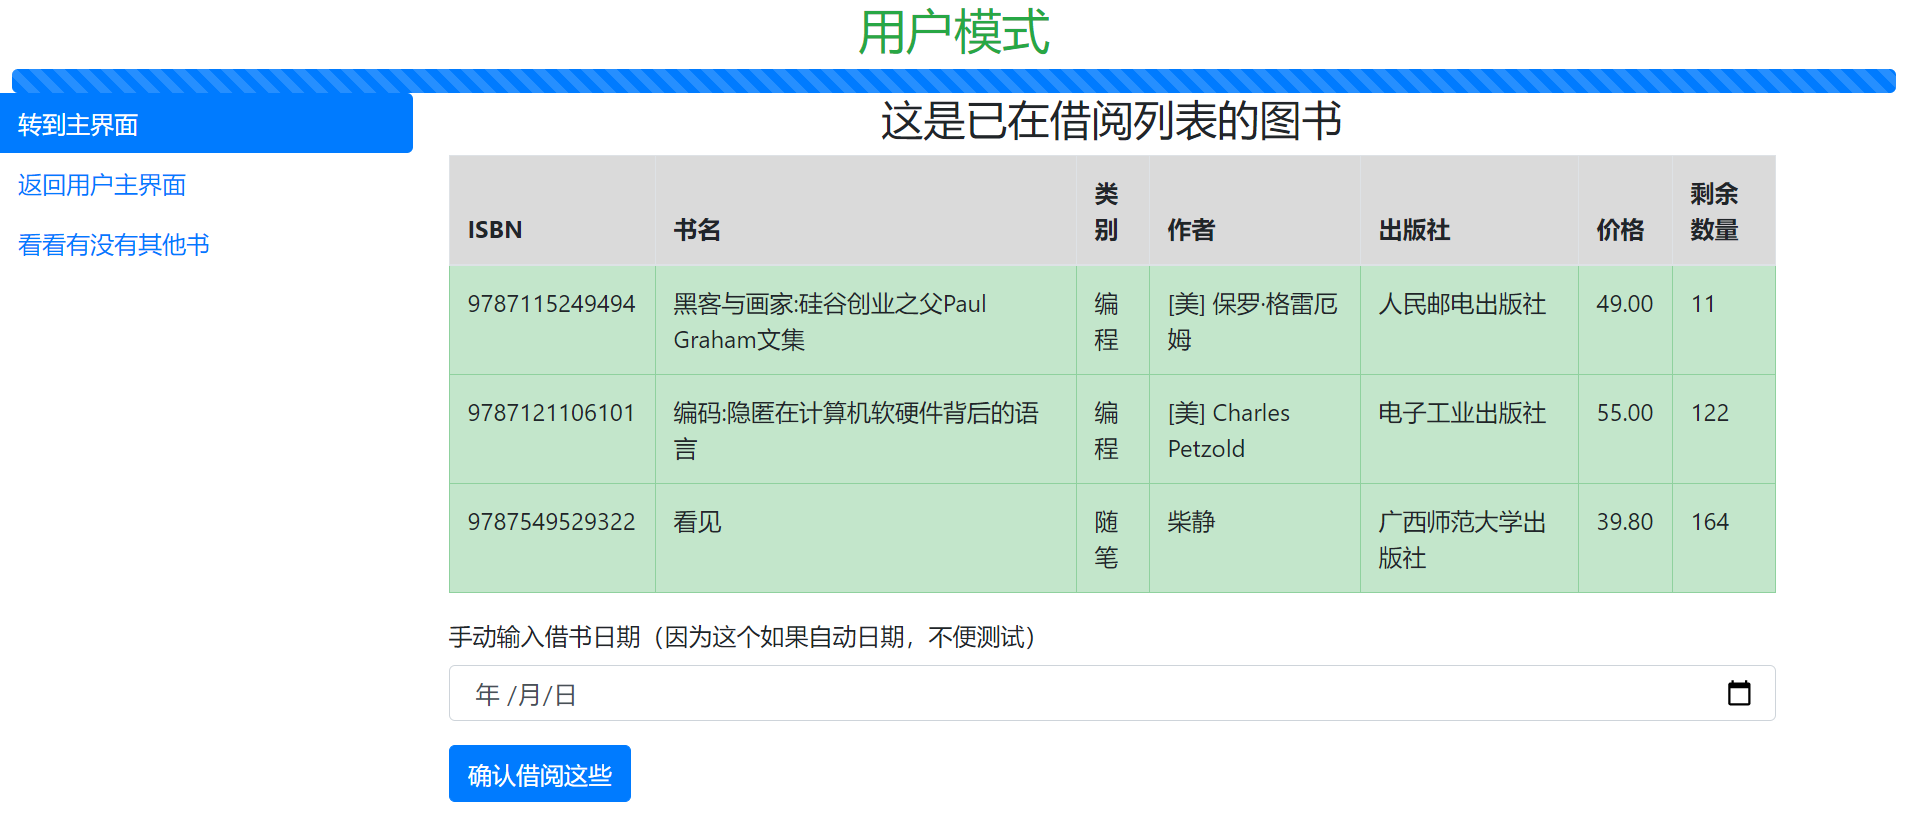 用户模式
转到主界面
返回用户主界面
看看有没有其他书
这是已在借阅列表的图书
ISBN 书名 类别 作者 出版社 价格 剩余数量
9787115249494 黑客与画家:硅谷创业之父Paul Graham文集 编程 [美] 保罗·格雷厄姆 人民邮电出版社 49.00 11
9787121106101 编码:隐匿在计算机软硬件背后的语言 编程 [美] Charles Petzold 电子工业出版社 55.00 122
9787549529322 看见 随笔 柴静 广西师范大学出版社 39.80 164
手动输入借书日期（因为这个如果自动日期，不便测试）
年 /月/日
确认借阅这些